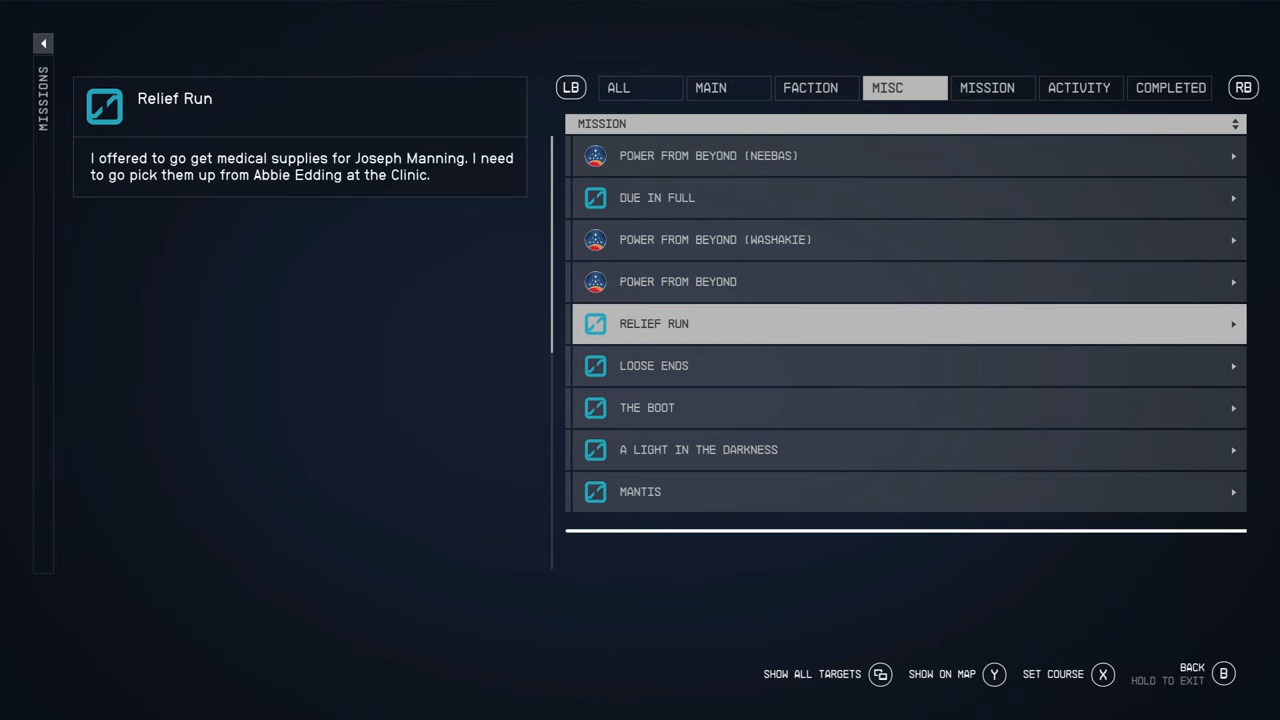 MISSIONS
Relief Run
I offered to go get medical supplies for Joseph Manning. I need
to go pick them up from Abbie Edding at the Clinic.
LB ALL MAIN FACTION MISC MISSION ACTIVITY COMPLETED RB
MISSION
POWER FROM BEYOND (NEEBAS)
DUE IN FULL
POWER FROM BEYOND (WASHAKIE)
POWER FROM BEYOND
RELIEF RUN
LOOSE ENDS
THE BOOT
A LIGHT IN THE DARKNESS
MANTIS
SHOW ALL TARGETS SHOW ON MAP Y SET COURSE X BACK B
HOLD TO EXIT